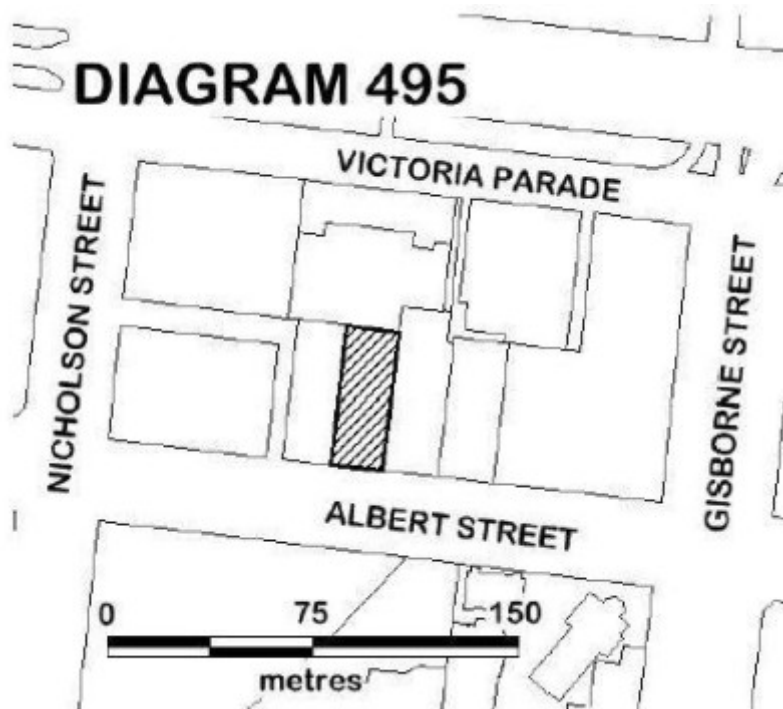 DIAGRAM 495
VICTORIA PARADE
NICHOLSON STREET
GISBORNE STREET
ALBERT STREET
0 75 150
metres